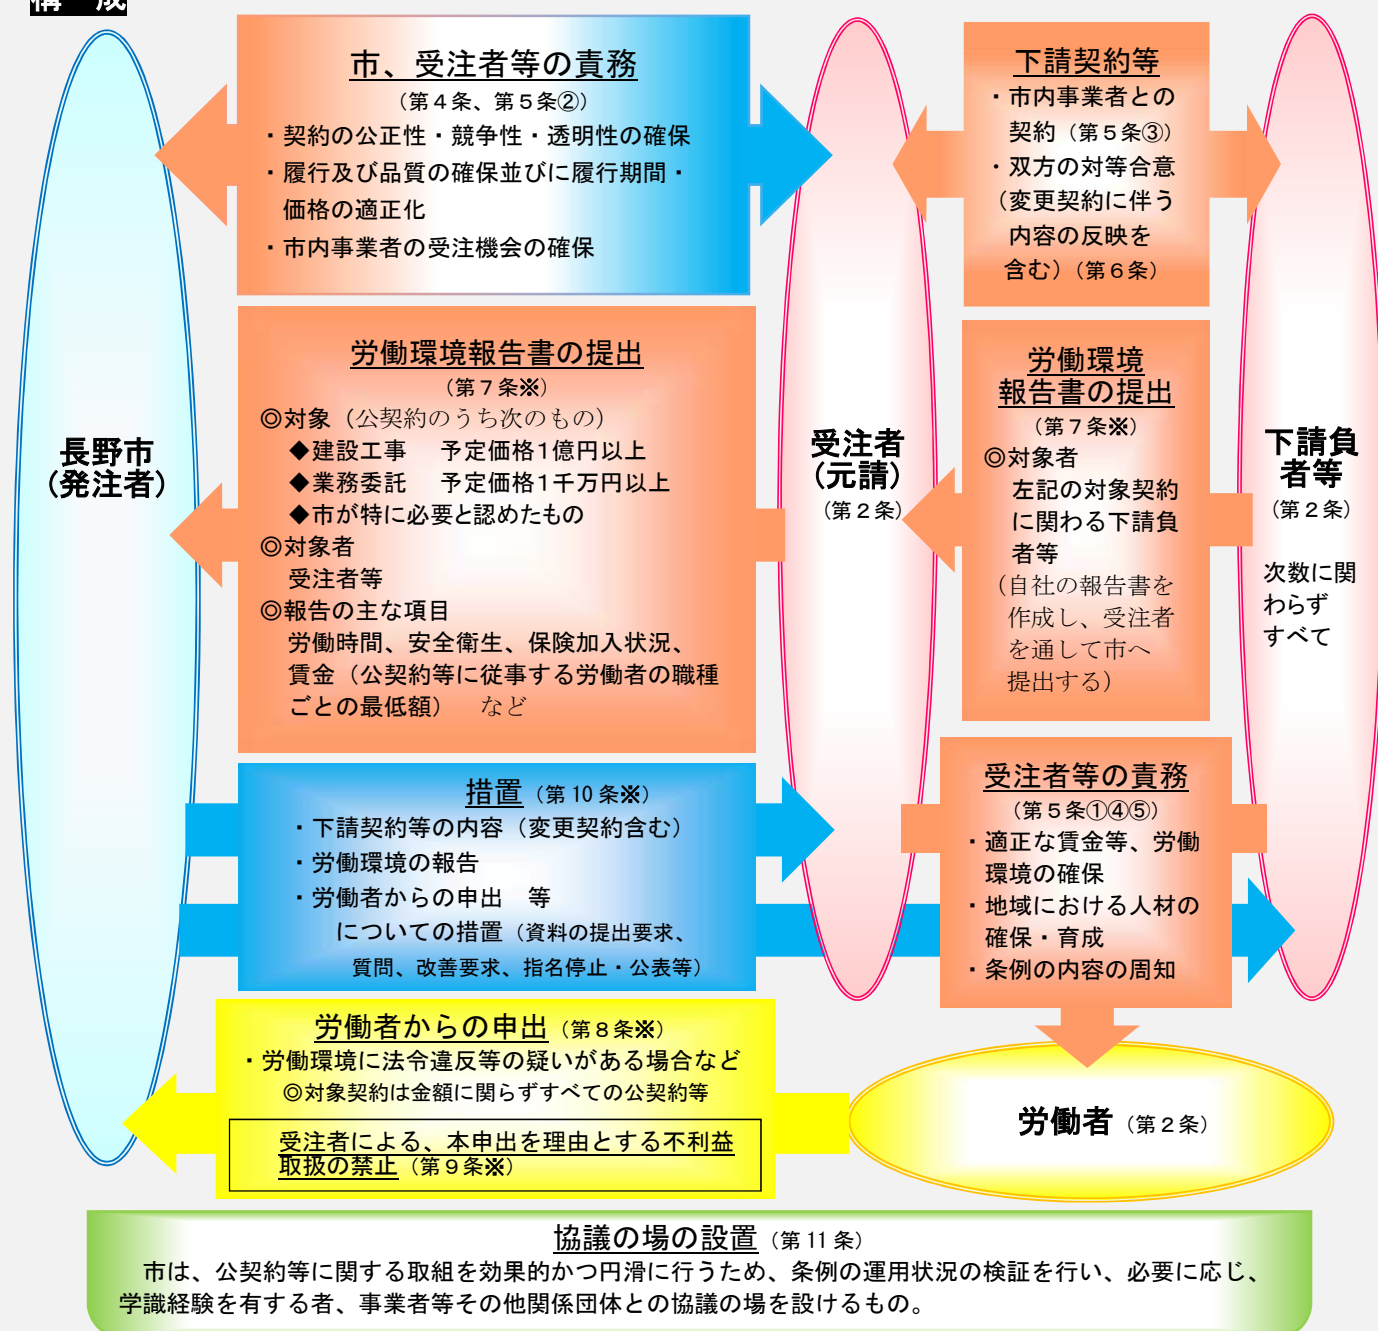 構 成
市、受注者等の責務
（第４条、第５条②）
・契約の公正性・競争性・透明性の確保
・履行及び品質の確保並びに履行期間・
価格の適正化
・市内事業者の受注機会の確保
下請契約等
・市内事業者との
契約（第５条③）
・双方の対等合意
（変更契約に伴う
内容の反映を
含む）（第６条）
労働環境報告書の提出
（第７条※）
◎対象（公契約のうち次のもの）
◆建設工事　予定価格1億円以上
◆業務委託　予定価格1千万円以上
◆市が特に必要と認めたもの
◎対象者
受注者等
◎報告の主な項目
労働時間、安全衛生、保険加入状況、
賃金（公契約等に従事する労働者の職種
ごとの最低額）　など
労働環境
報告書の提出
（第７条※）
◎対象者
左記の対象契約
に関わる下請負
者等
（自社の報告書を
作成し、受注者
を通して市へ
提出する）
長野市
（発注者）
受注者
（元請）
（第２条）
下請負
者等
（第２条）
次数に関
わらず
すべて
措置（第 10 条※）
・下請契約等の内容（変更契約含む）
・労働環境の報告
・労働者からの申出　等
についての措置（資料の提出要求、
質問、改善要求、指名停止・公表等）
受注者等の責務
（第５条①④⑤）
・適正な賃金等、労働
環境の確保
・地域における人材の
確保・育成
・条例の内容の周知
労働者からの申出（第８条※）
・労働環境に法令違反等の疑いがある場合など
◎対象契約は金額に関らずすべての公契約等
受注者による、本申出を理由とする不利益
取扱の禁止（第９条※）
労働者（第２条）
協議の場の設置（第 11 条）
市は、公契約等に関する取組を効果的かつ円滑に行うため、条例の運用状況の検証を行い、必要に応じ、
学識経験を有する者、事業者等その他関係団体との協議の場を設けるもの。